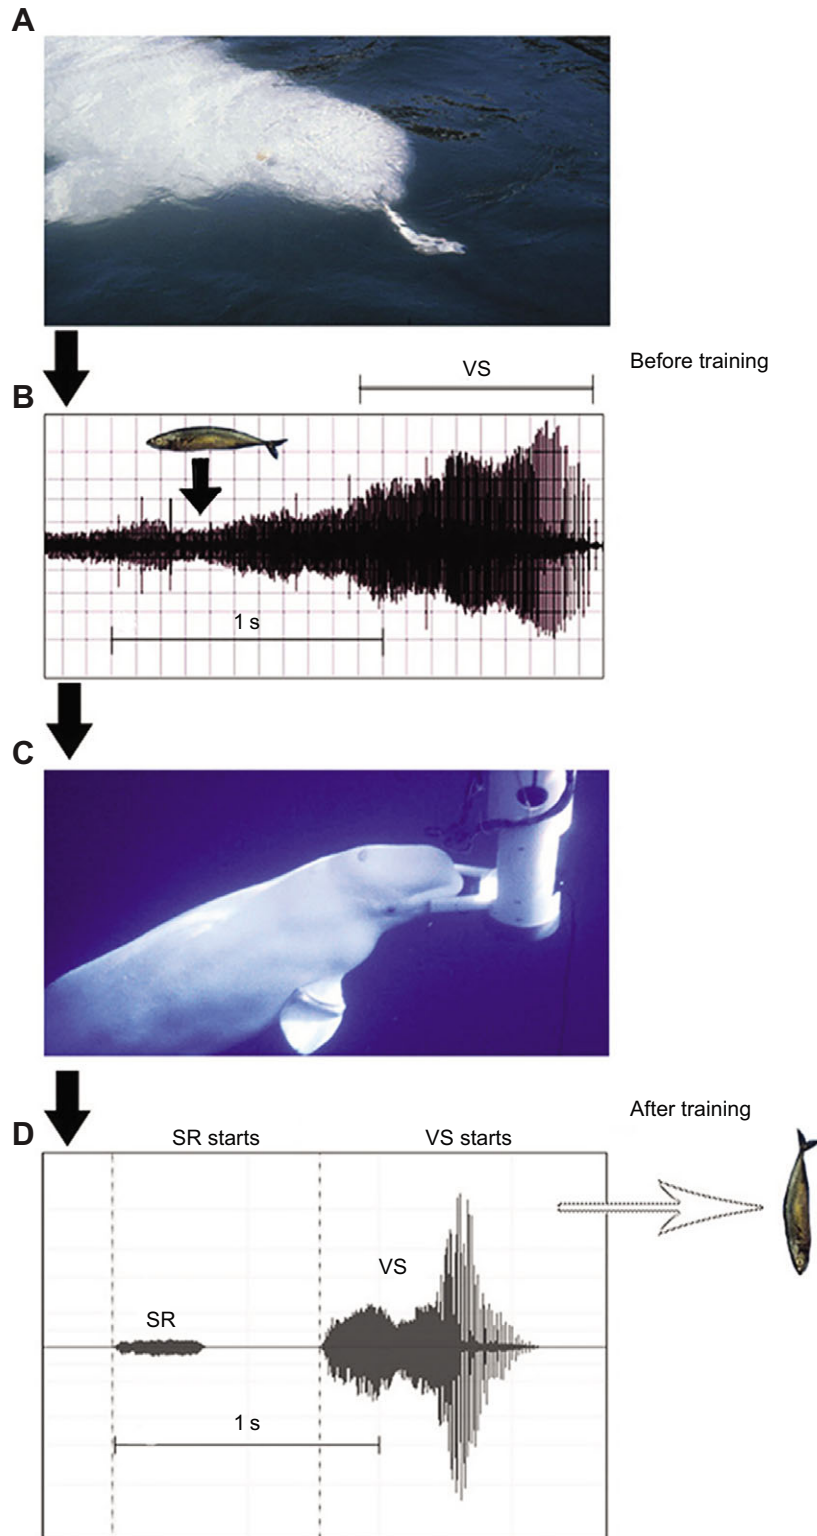 A
VS
Before training
B
1 s
C
After training
D
SR starts
VS starts
VS
SR
1 s